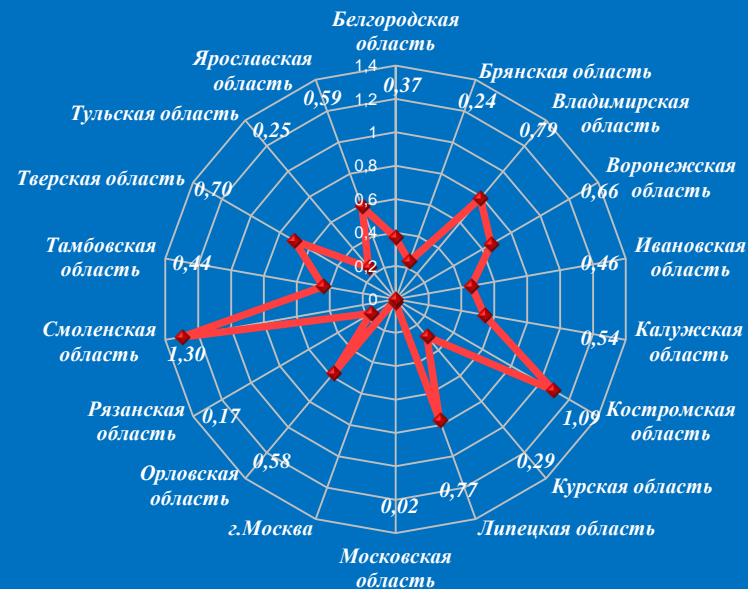 Белгородская
область
0,37
Брянская область
0,24
Владимирская
область
0,79
Воронежская
область
0,66
Ивановская
область
0,46
Калужская
область
0,54
Костромская
область
1,09
Курская область
0,29
Липецкая область
0,77
Московская
область
0,02
г.Москва
Орловская
область
0,58
Рязанская
область
0,17
Смоленская
область
1,30
Тамбовская
область
0,44
Тверская область
0,70
Тульская область
0,25
Ярославская
область
0,59
1,4
1,2
1
0,8
0,6
0,4
0,2
0